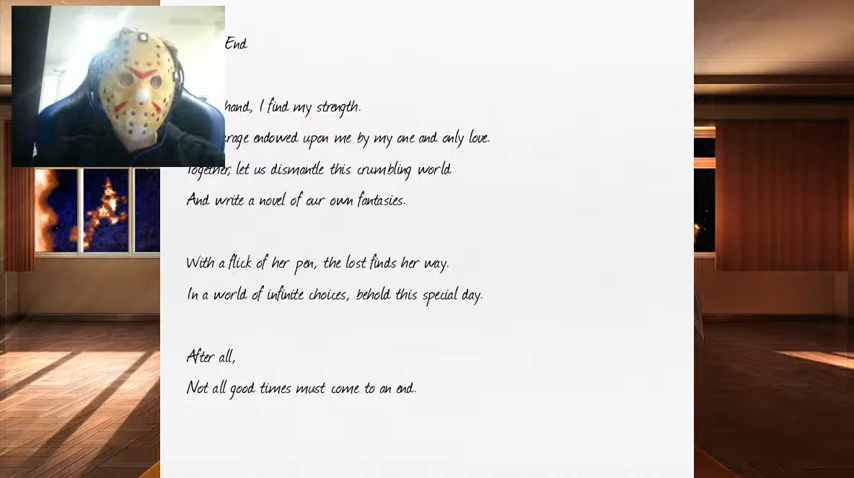 End
hand, I find my strength.
endowed upon me by my one and only love.
Together, let us dismantle this crumbling world
And write a novel of our own fantasies.
With a flick of her pen, the lost finds her way.
In a world of infinite choices, behold this special day.
After all,
Not all good times must come to an end.